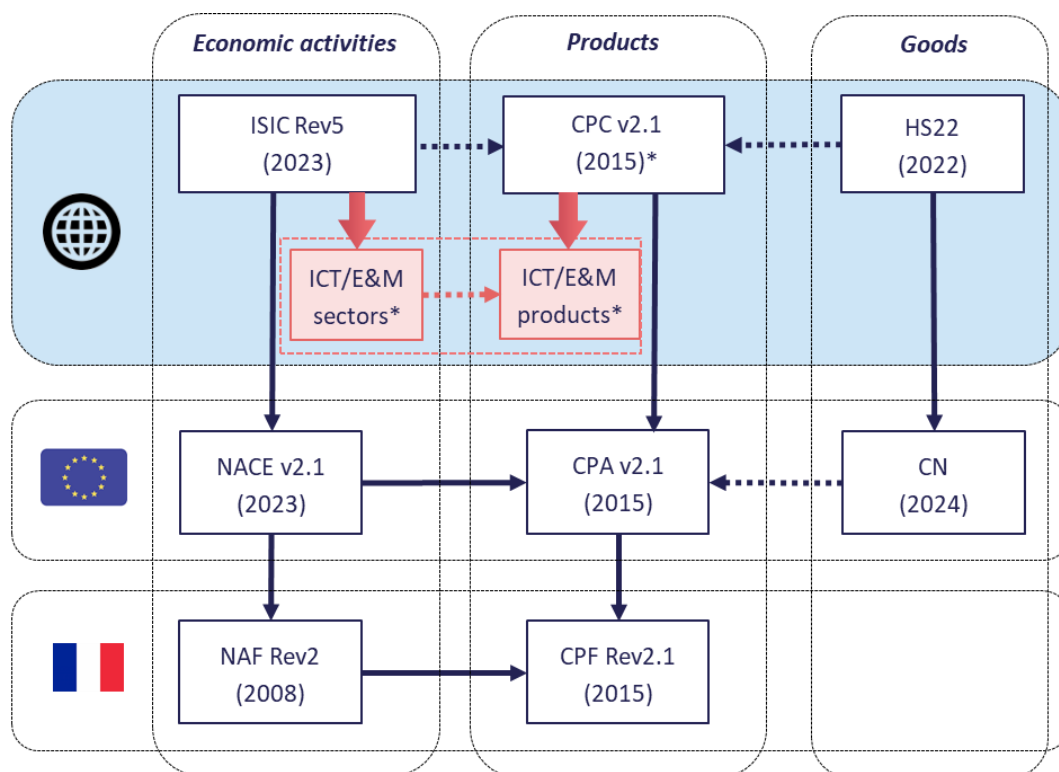 Economic activities
Products
Goods
ISIC Rev5
(2023)
CPC v2.1
(2015)*
HS22
(2022)
ICT/E&M
sectors*
ICT/E&M
products*
NACE v2.1
(2023)
CPA v2.1
(2015)
CN
(2024)
NAF Rev2
(2008)
CPF Rev2.1
(2015)